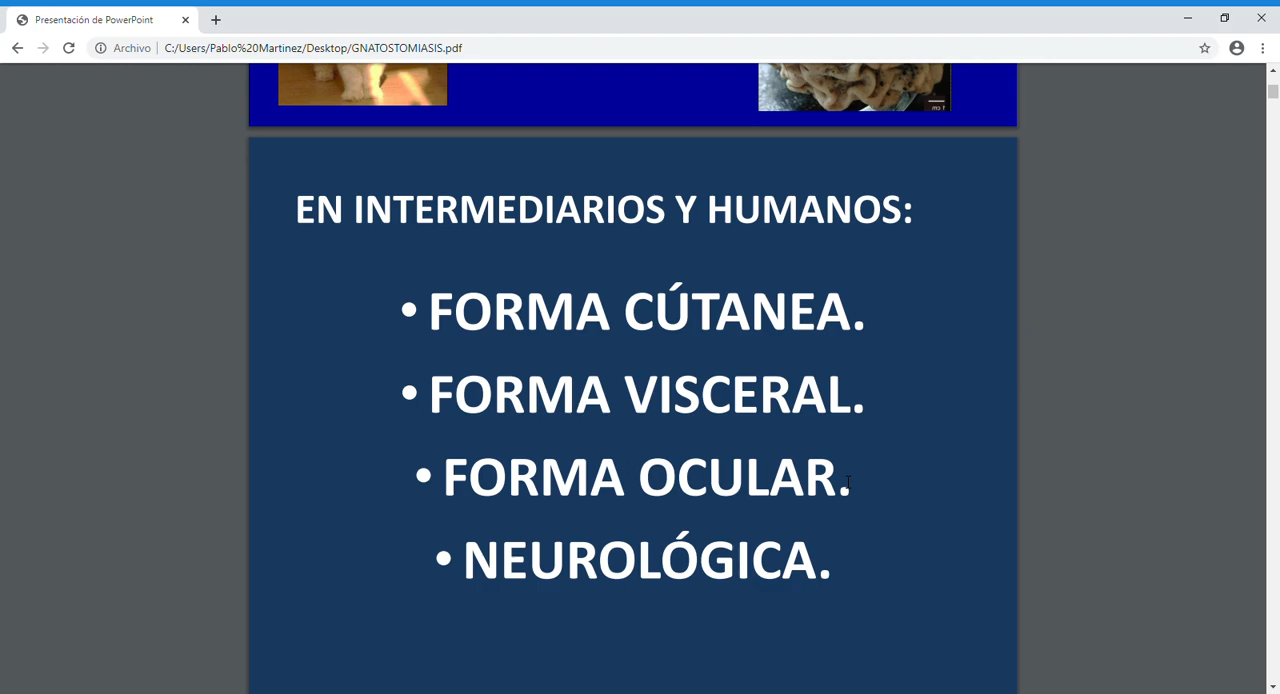 Presentación de PowerPoint
Archivo
C:/Users/Pablo%20Martinez/Desktop/GNATOSTOMIASIS.pdf
EN INTERMEDIARIOS Y HUMANOS:
• FORMA CÚTANEA.
• FORMA VISCERAL.
• FORMA OCULAR.
• NEUROLÓGICA.